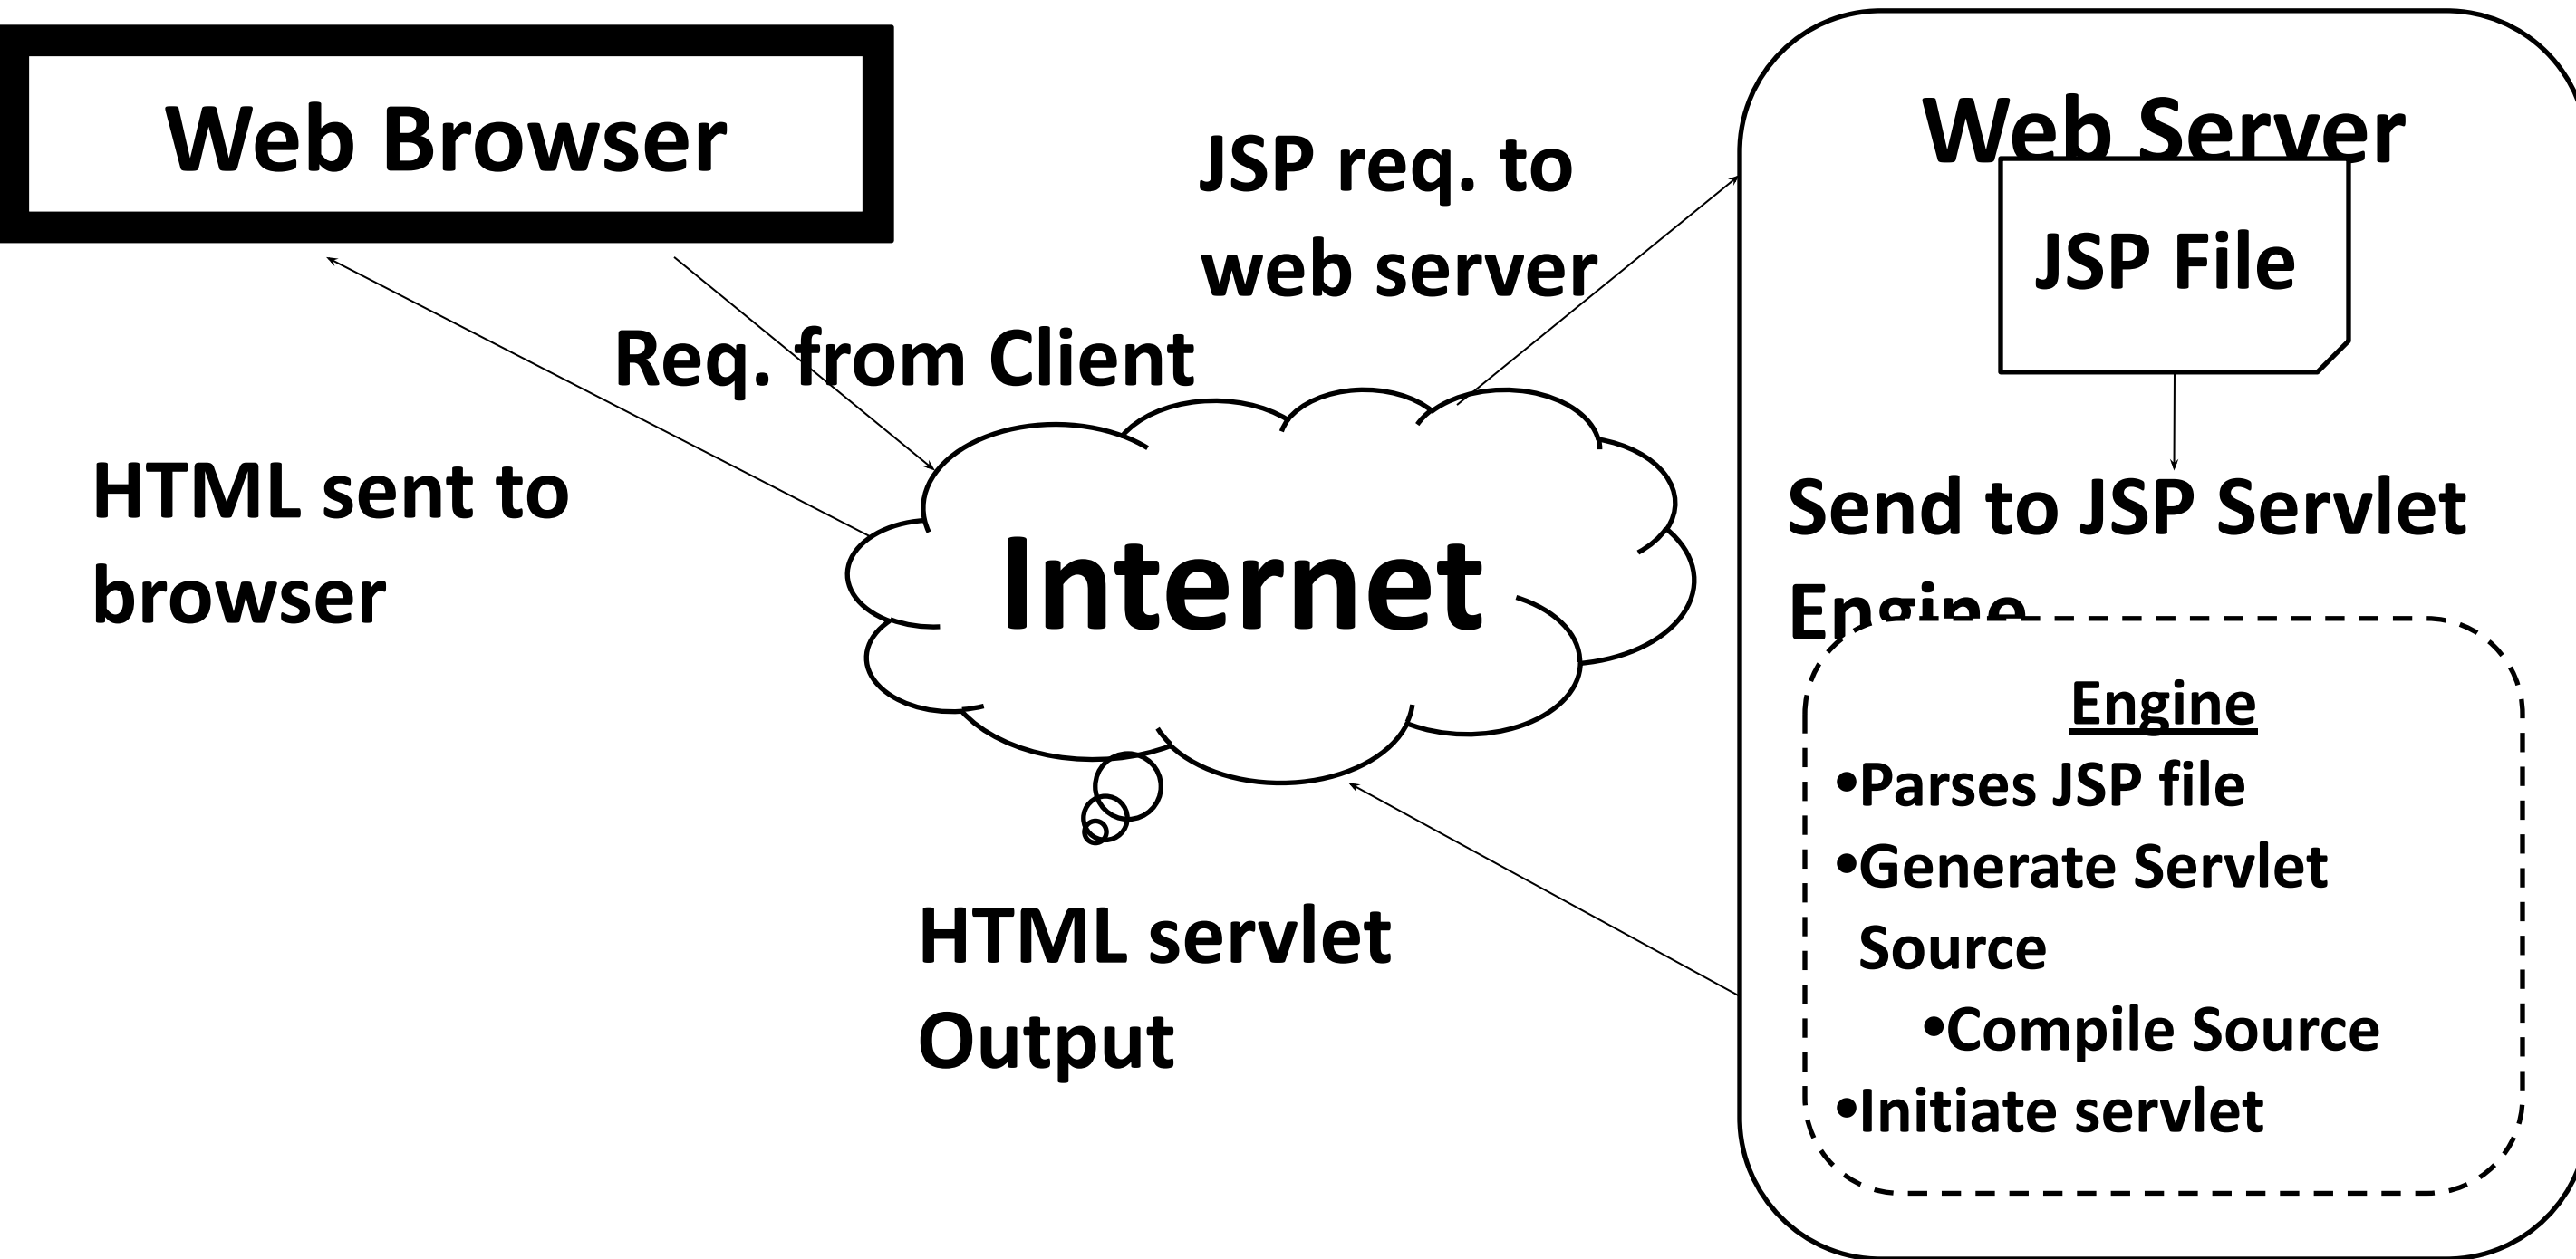 Web Browser
JSP req. to
web server
Req. from Client
HTML sent to
browser
Internet
HTML servlet
Output
Web Server
JSP File
Send to JSP Servlet
Engine
Engine
•Parses JSP file
•Generate Servlet
Source
•Compile Source
•Initiate servlet